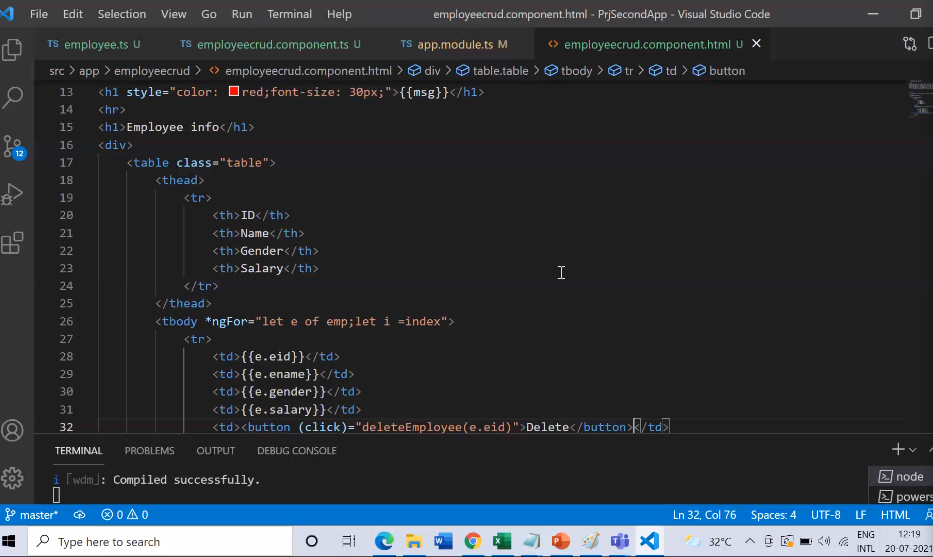 File Edit Selection View Go Run Terminal Help employeecrud.component.html - PrjSecondApp - Visual Studio Code
TS employee.ts U TS employeecrud.component.ts U TS app.module.ts M <> employeecrud.component.html U
src > app > employeecrud > <> employeecrud.component.html > div > table.table > tbody > tr > td > button
13 <h1 style="color: red;font-size: 30px;">{{msg}}</h1>
14 <hr>
15 <h1>Employee info</h1>
16 <div>
17 <table class="table">
18 <thead>
19 <tr>
20 <th>ID</th>
21 <th>Name</th>
22 <th>Gender</th>
23 <th>Salary</th>
24 </tr>
25 </thead>
26 <tbody *ngFor="let e of emp;let i =index">
27 <tr>
28 <td>{{e.eid}}</td>
29 <td>{{e.ename}}</td>
30 <td>{{e.gender}}</td>
31 <td>{{e.salary}}</td>
32 <td><button (click)="deleteEmployee(e.eid)">Delete</button></td>
12
TERMINAL PROBLEMS OUTPUT DEBUG CONSOLE
i ｢wdm｣: Compiled successfully.
node
powers
master* 0 0 Ln 32, Col 76 Spaces: 4 UTF-8 LF HTML
Type here to search 32°C ENG 12:19
INTL 20-07-202